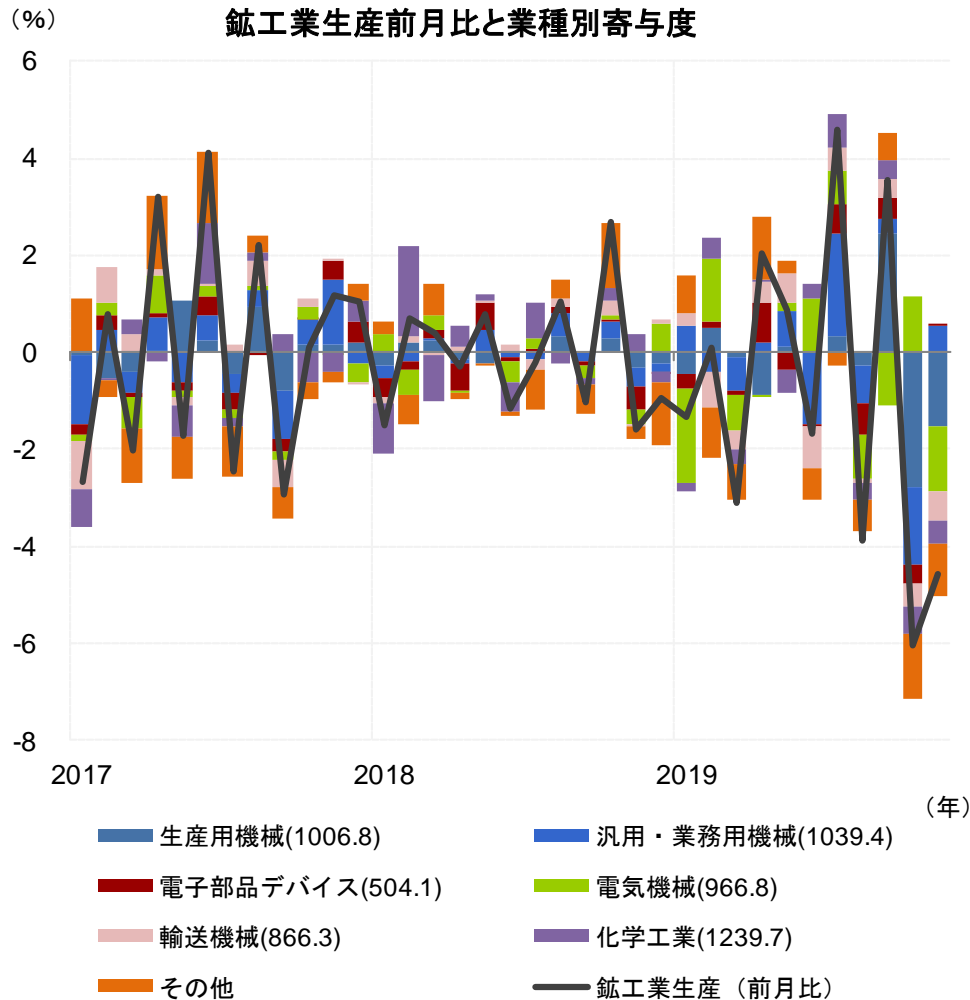 （%）
鉱工業生産前月比と業種別寄与度
6
4
2
0
-2
-4
-6
-8
2017 2018 2019
（年）
生産用機械(1006.8) 汎用・業務用機械(1039.4)
電子部品デバイス(504.1) 電気機械(966.8)
輸送機械(866.3) 化学工業(1239.7)
その他 鉱工業生産（前月比）